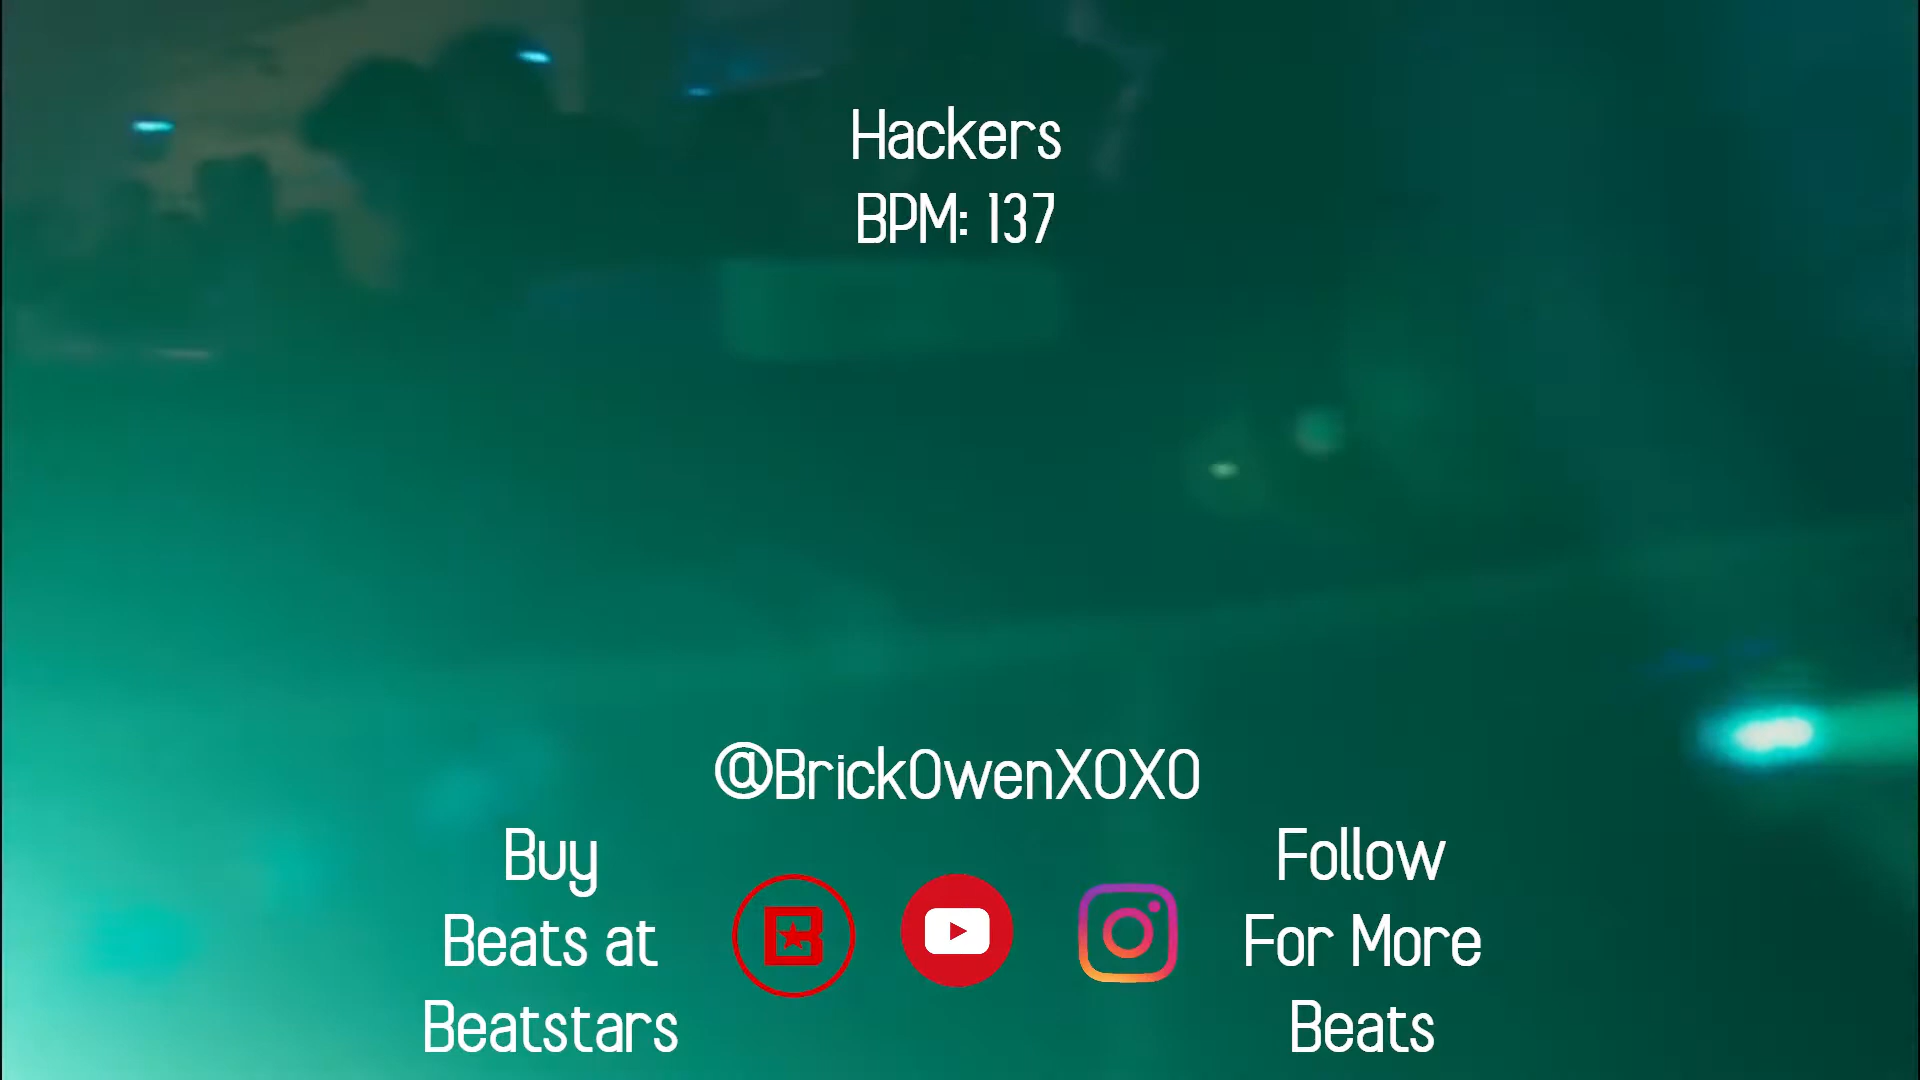 Hackers
BPM: 137
@BrickOwenXOXO
Buy
Beats at
Beatstars
Follow
For More
Beats